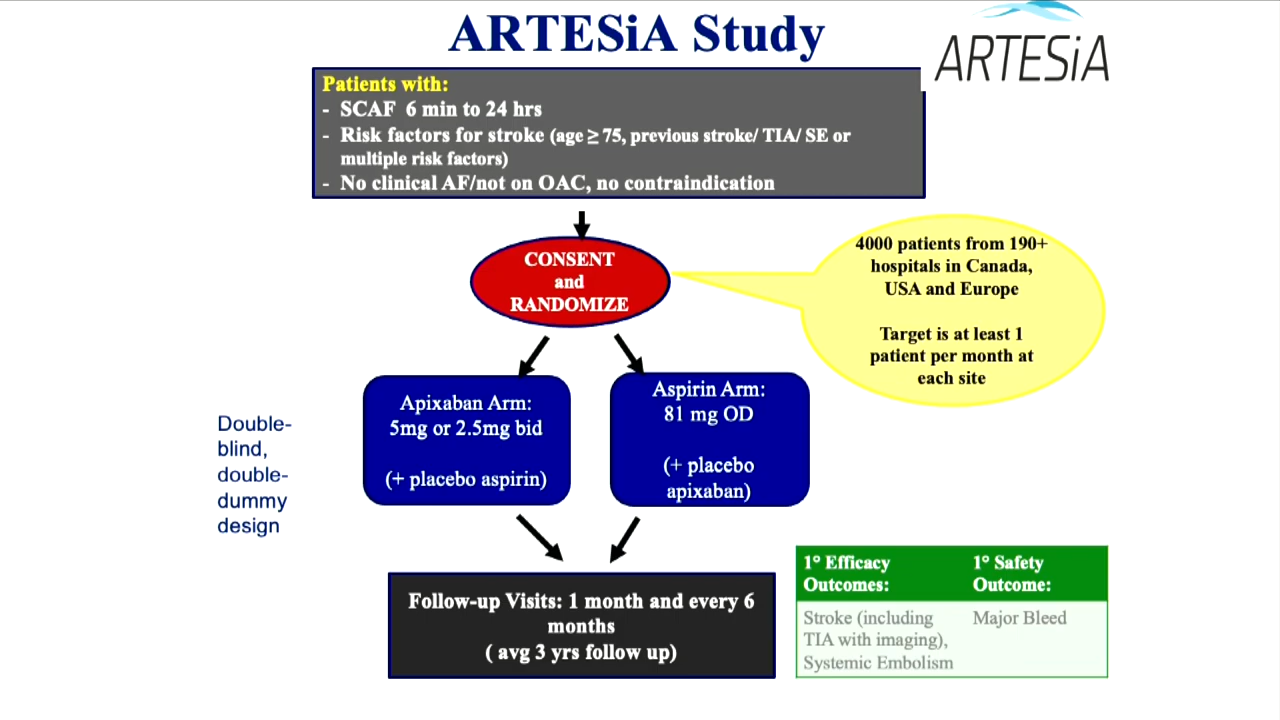 ARTESiA Study
ARTESiA
Patients with:
- SCAF 6 min to 24 hrs
- Risk factors for stroke (age ≥ 75, previous stroke/ TIA/ SE or
multiple risk factors)
- No clinical AF/not on OAC, no contraindication
CONSENT
and
RANDOMIZE
4000 patients from 190+
hospitals in Canada,
USA and Europe
Target is at least 1
patient per month at
each site
Double-
blind,
double-
dummy
design
Apixaban Arm:
5mg or 2.5mg bid
(+ placebo aspirin)
Aspirin Arm:
81 mg OD
(+ placebo
apixaban)
Follow-up Visits: 1 month and every 6
months
( avg 3 yrs follow up)
1° Efficacy
Outcomes:
1° Safety
Outcome:
Stroke (including
TIA with imaging),
Systemic Embolism
Major Bleed